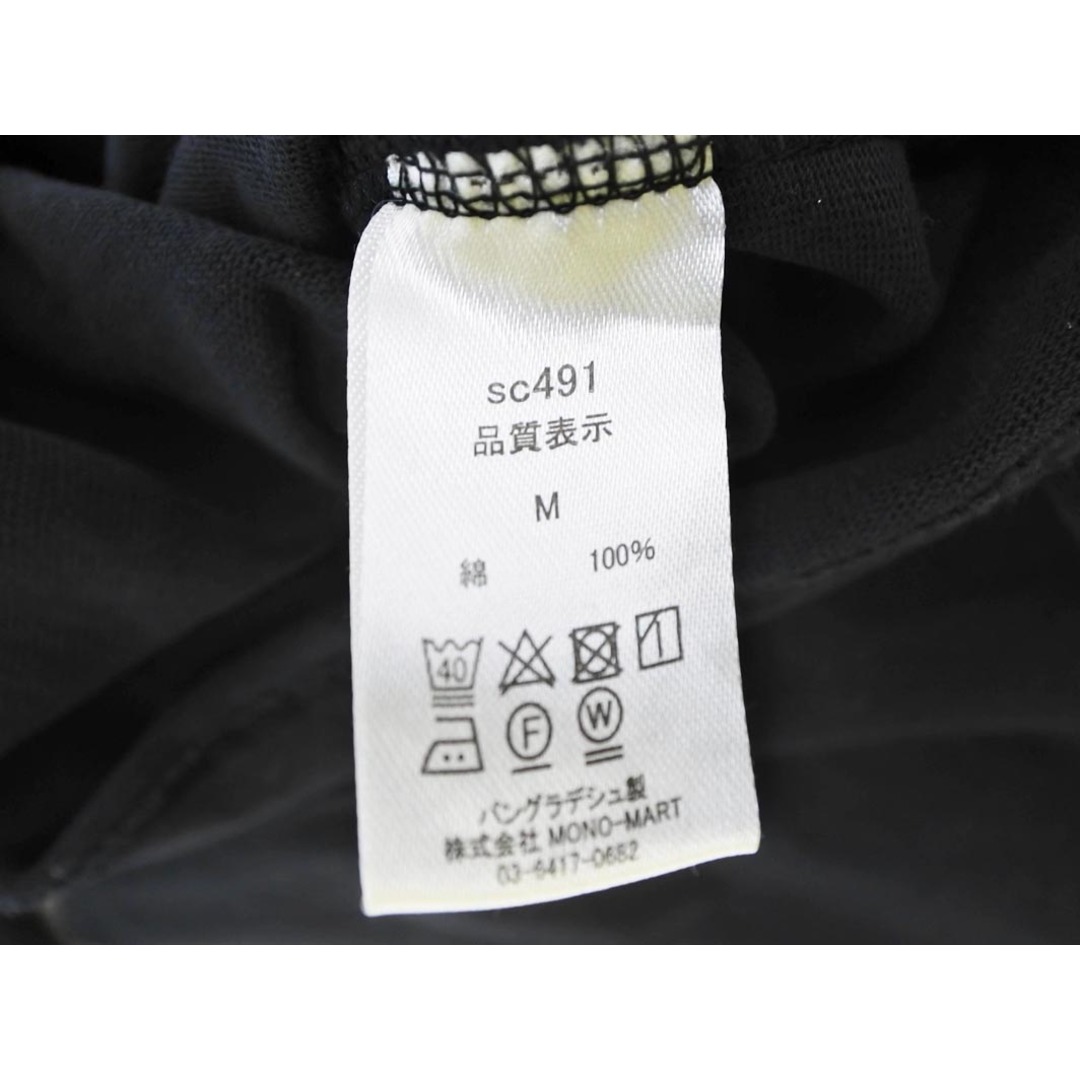 sc491
品質表示
M
綿 100%
40
F W
バングラデシュ製
株式会社 MONO-MART
03-6417-0682